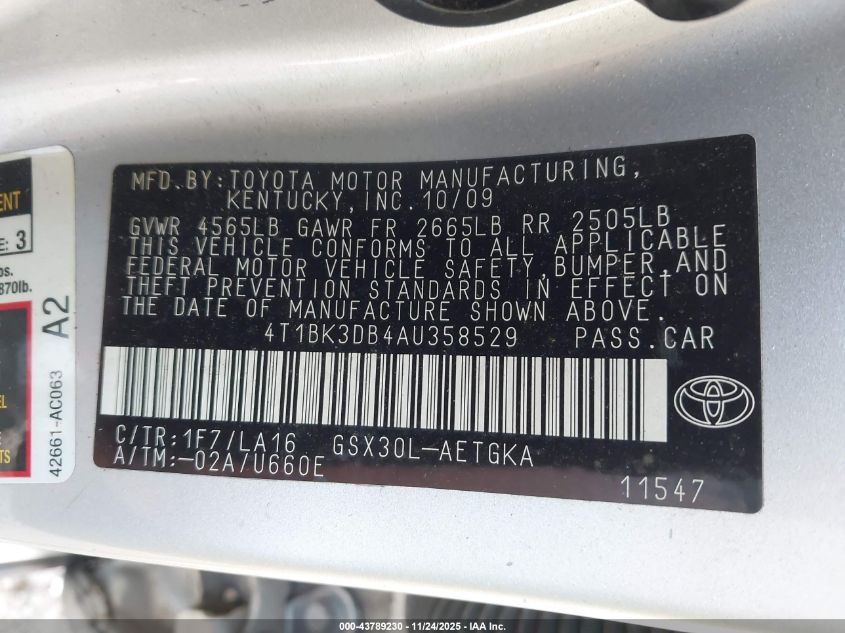 MFD.BY:TOYOTA MOTOR MANUFACTURING,
KENTUCKY,INC.10/09
GVWR 4565LB GAWR FR 2665LB RR 2505LB
THIS VEHICLE CONFORMS TO ALL APPLICABLE
FEDERAL MOTOR VEHICLE SAFETY,BUMPER,AND
THEFT PREVENTION STANDARDS IN EFFECT ON
THE DATE OF MANUFACTURE SHOWN ABOVE.
4T1BK3DB4AU358529 PASS.CAR
C/TR:1F7/LA16 GSX30L-AETGKA
A/TM:-02A/U660E
11547
E: 3
870lb.
A2
42661-AC063
000-43789230 - 11/24/2025 - IAA Inc.